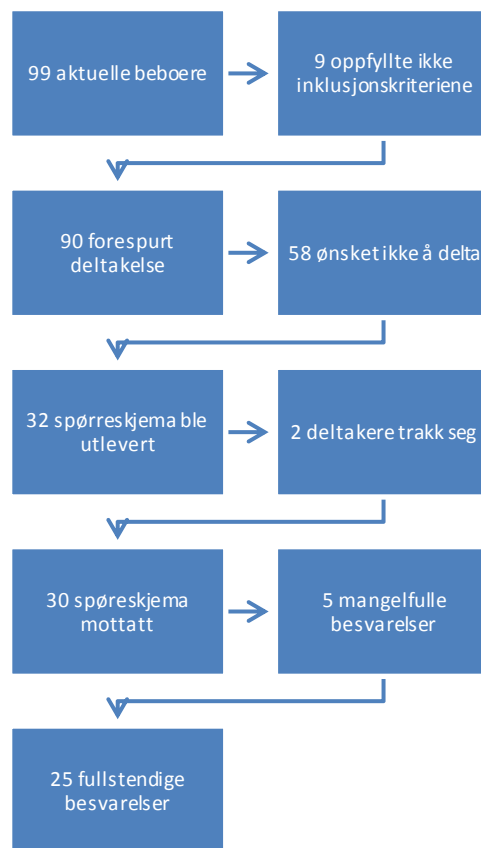 99 aktuelle beboere
9 oppfyllte ikke
inklusjonskriteriene
90 forespurt
deltakelse
58 ønsket ikke å delta
32 spørreskjema ble
utlevert
2 deltakere trakk seg
30 spøreskjema
mottatt
5 mangelfulle
besvarelser
25 fullstendige
besvarelser